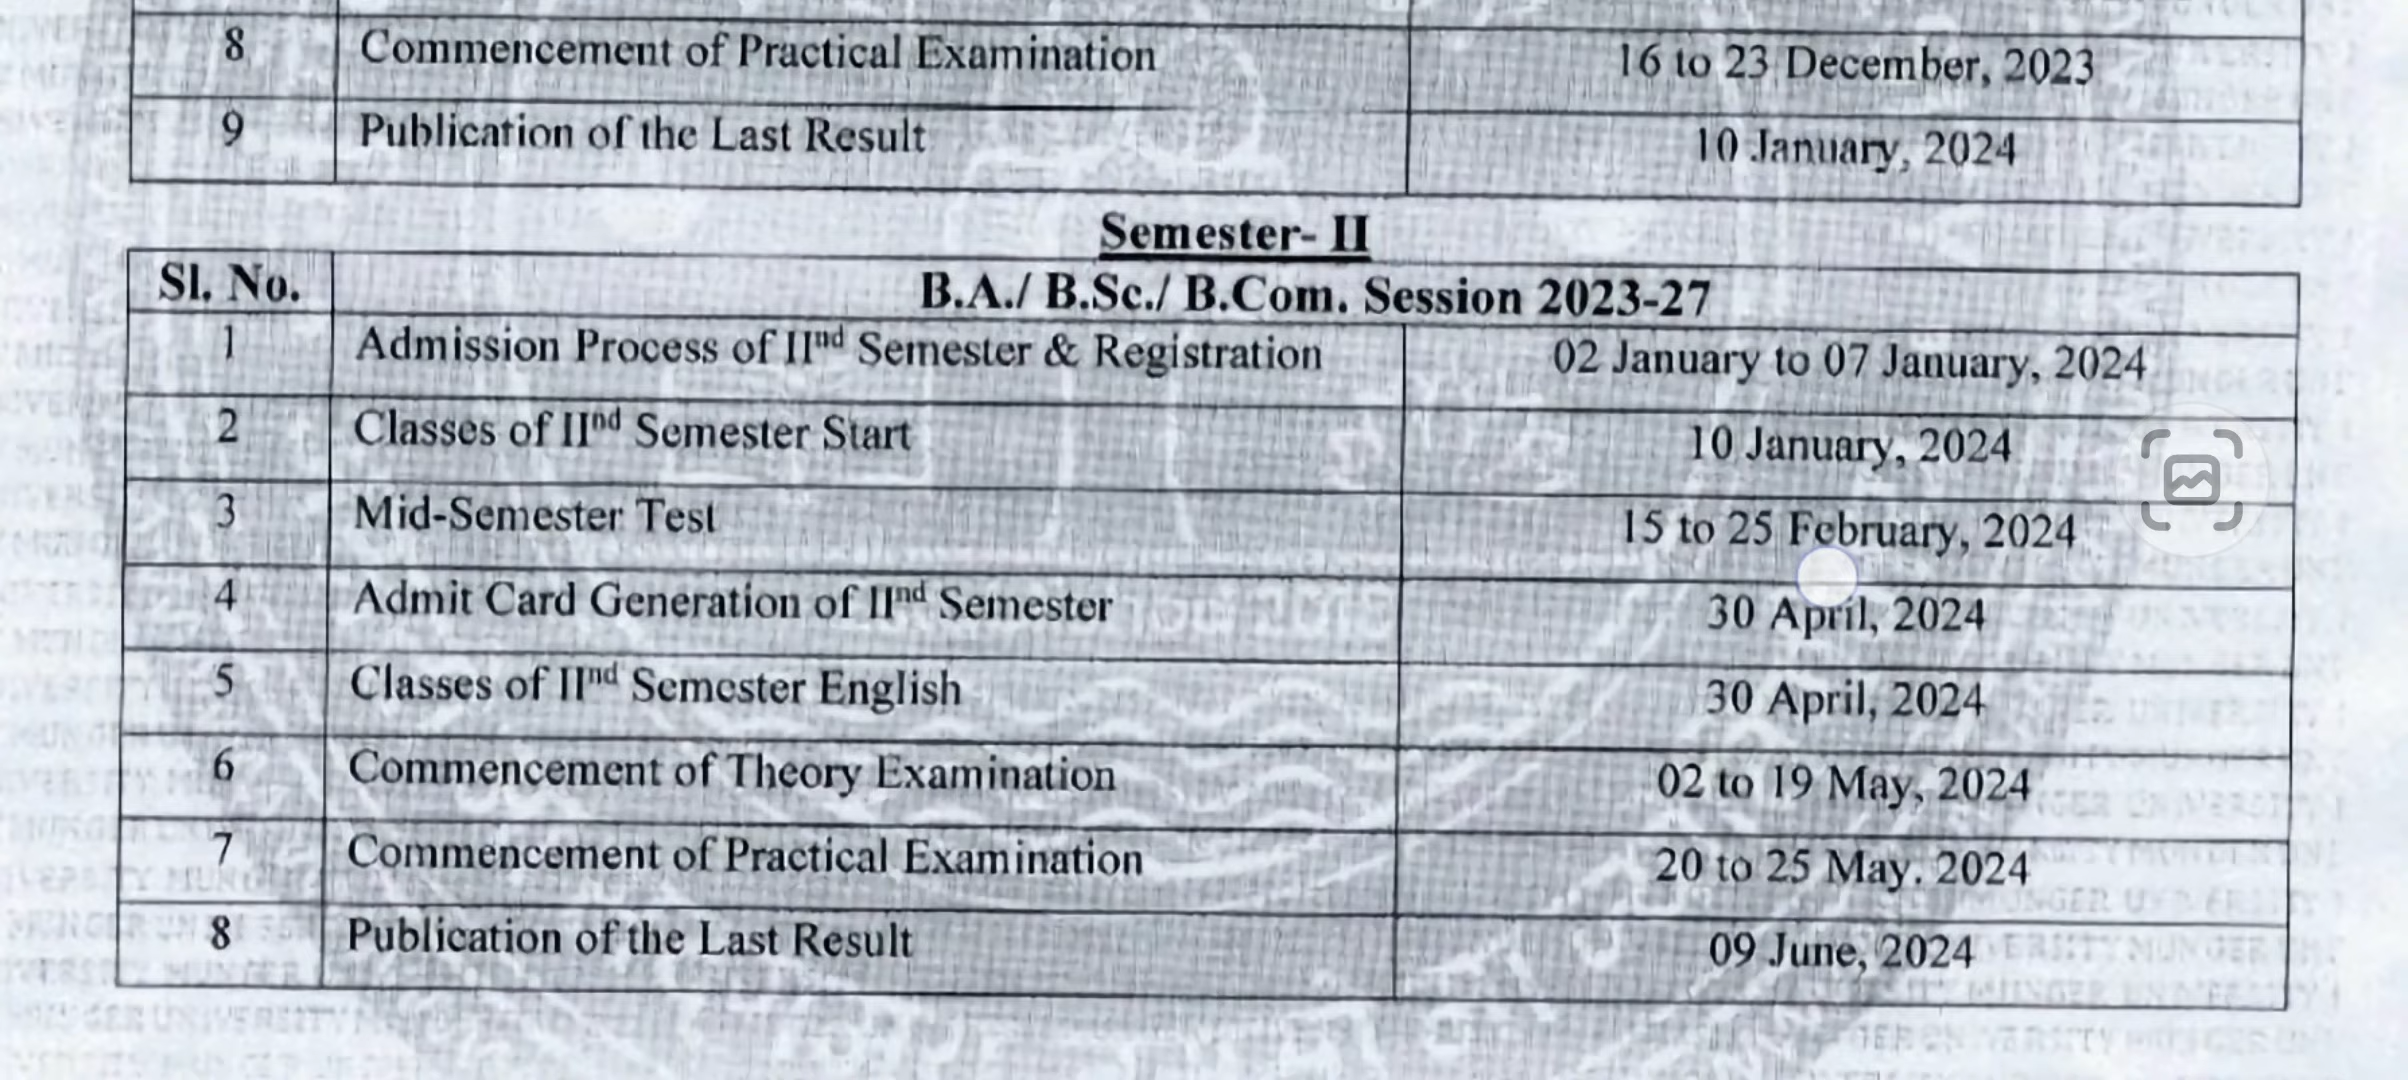 8 Commencement of Practical Examination 16 to 23 December, 2023
9 Publication of the Last Result 10 January, 2024
Semester- II
Sl. No. B.A./ B.Sc./ B.Com. Session 2023-27
1 Admission Process of IInd Semester & Registration 02 January to 07 January, 2024
2 Classes of IInd Semester Start 10 January, 2024
3 Mid-Semester Test 15 to 25 February, 2024
4 Admit Card Generation of IInd Semester 30 April, 2024
5 Classes of IInd Semester English 30 April, 2024
6 Commencement of Theory Examination 02 to 19 May, 2024
7 Commencement of Practical Examination 20 to 25 May. 2024
8 Publication of the Last Result 09 June, 2024